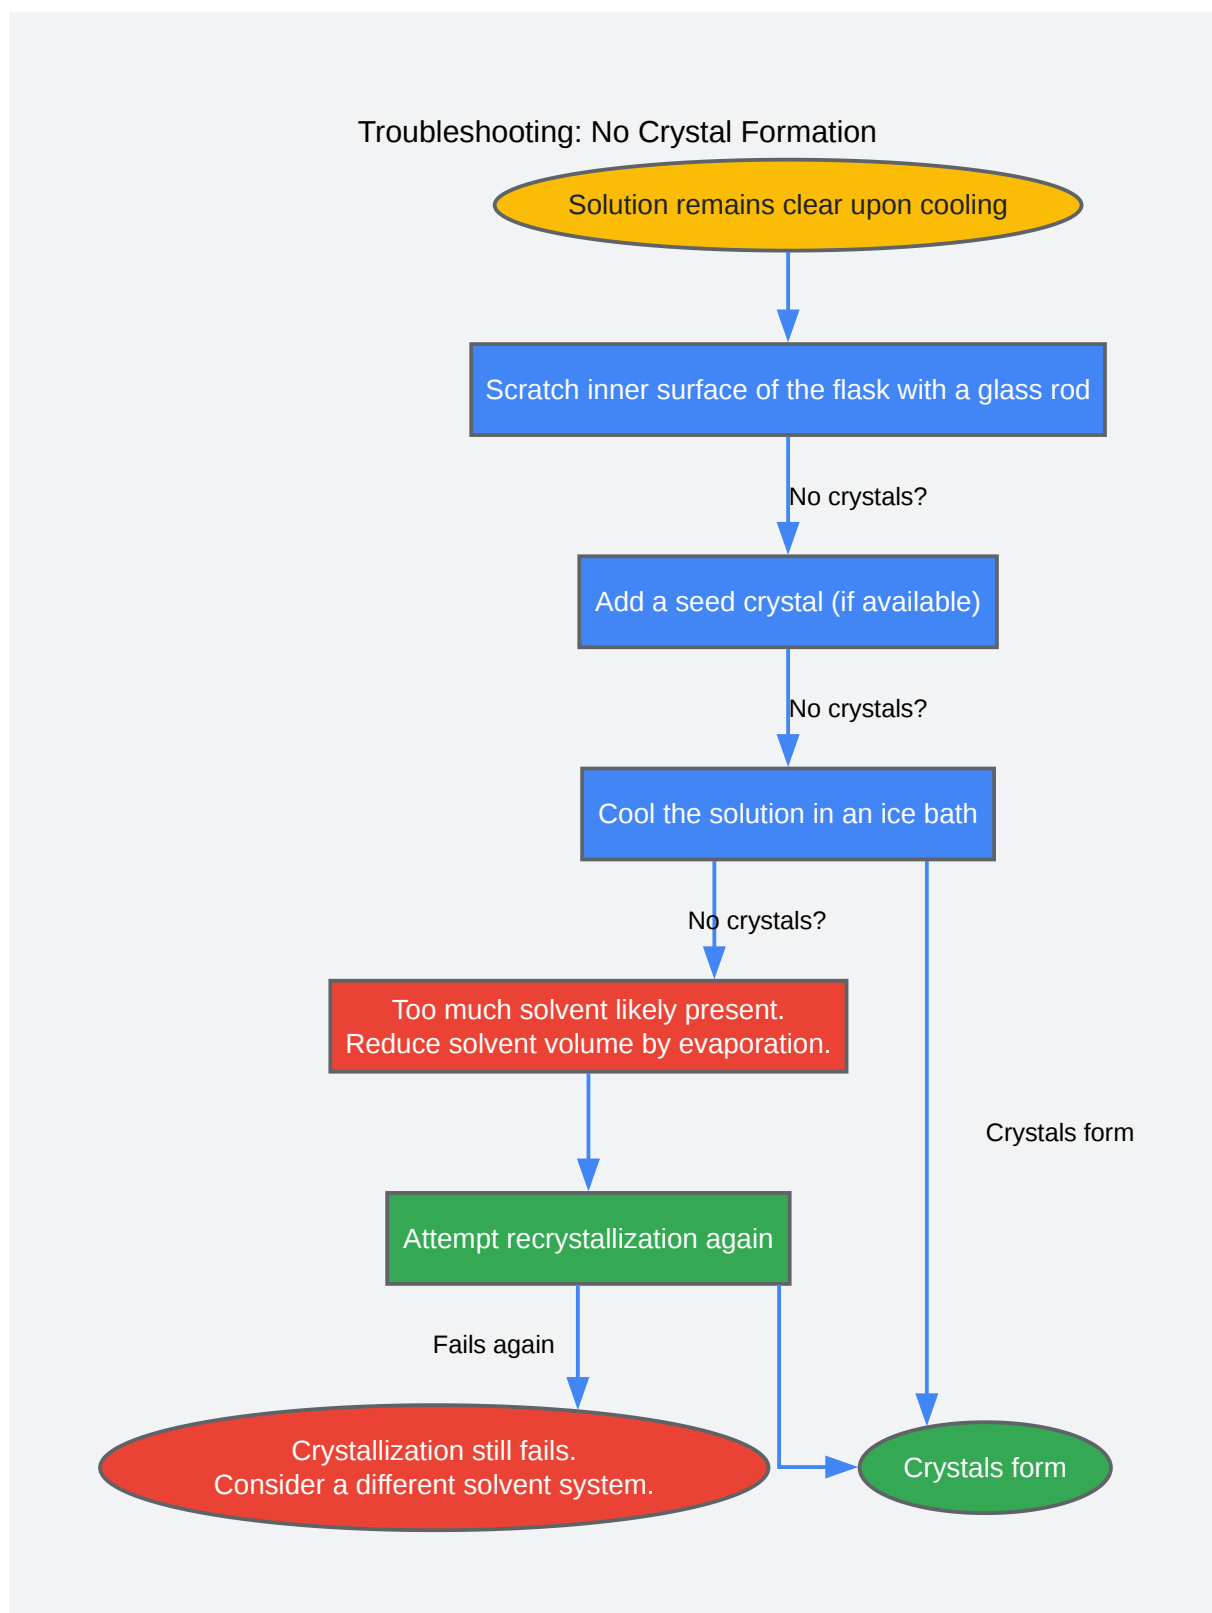 Troubleshooting: No Crystal Formation
Solution remains clear upon cooling
Scratch inner surface of the flask with a glass rod
No crystals?
Add a seed crystal (if available)
No crystals?
Cool the solution in an ice bath
No crystals?
Too much solvent likely present.
Reduce solvent volume by evaporation.
Crystals form
Attempt recrystallization again
Fails again
Crystallization still fails.
Consider a different solvent system.
Crystals form